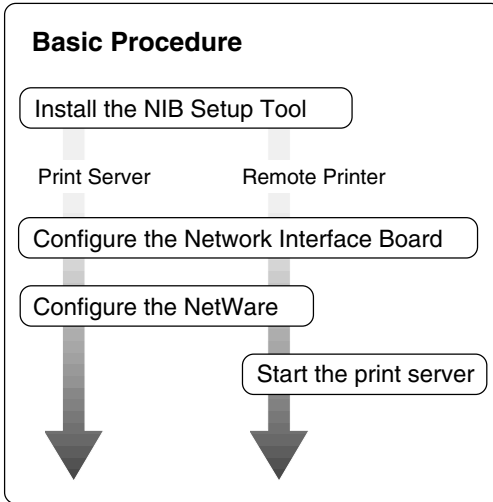 Basic Procedure
Install the NIB Setup Tool
Print Server
Remote Printer
Configure the Network Interface Board
Configure the NetWare
Start the print server